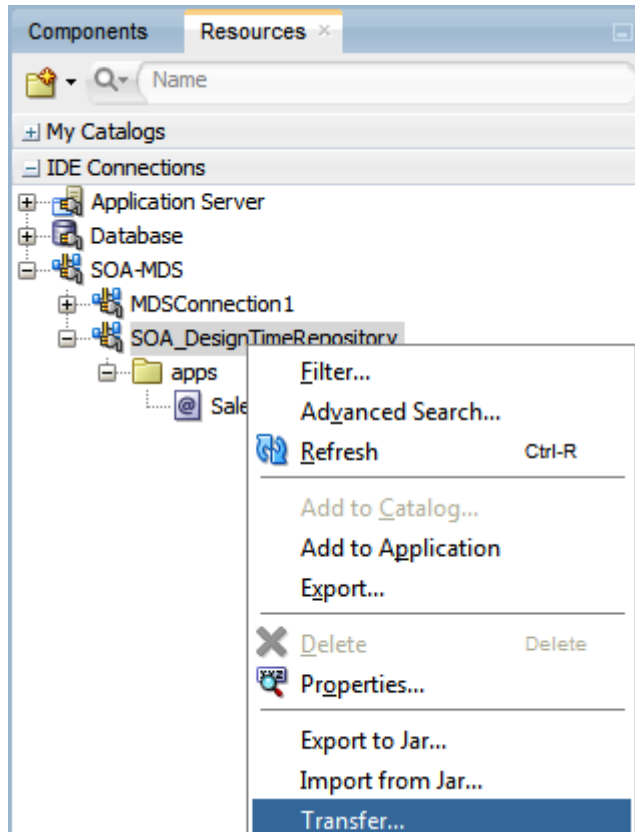 Components Resources ×
Name
My Catalogs
IDE Connections
Application Server
Database
SOA-MDS
MDSConnection1
SOA_DesignTimeRepository
apps
Sale
Filter...
Advanced Search...
Refresh Ctrl-R
Add to Catalog...
Add to Application
Export...
Delete Delete
Properties...
Export to Jar...
Import from Jar...
Transfer...